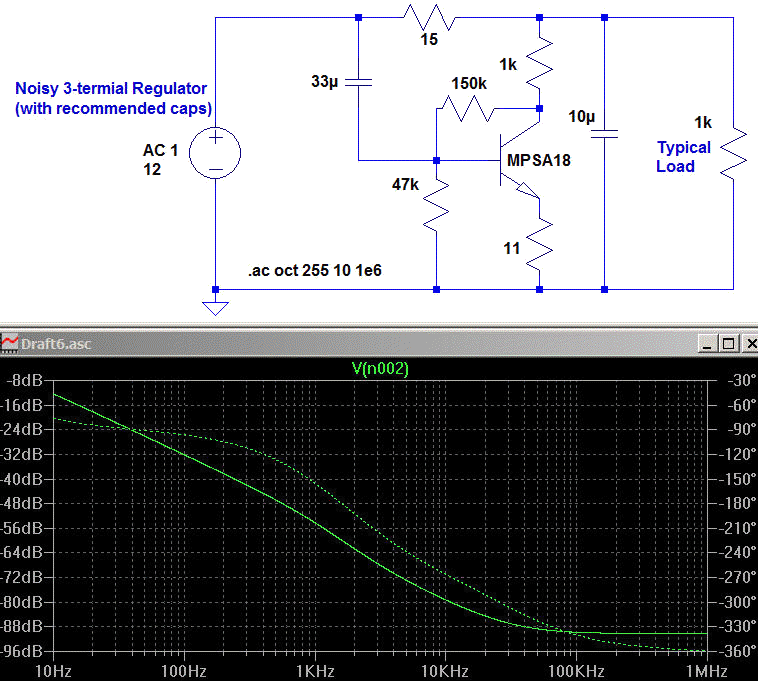 15
1k
Noisy 3-termial Regulator
(with recommended caps)
33µ
150k
10µ
1k
AC 1
12
MPSA18
Typical
Load
47k
11
.ac oct 255 10 1e6
Draft6.asc
V(n002)
-8dB
-16dB
-24dB
-32dB
-40dB
-48dB
-56dB
-64dB
-72dB
-80dB
-88dB
-96dB
-30°
-60°
-90°
-120°
-150°
-180°
-210°
-240°
-270°
-300°
-330°
-360°
10Hz
100Hz
1KHz
10KHz
100KHz
1MHz